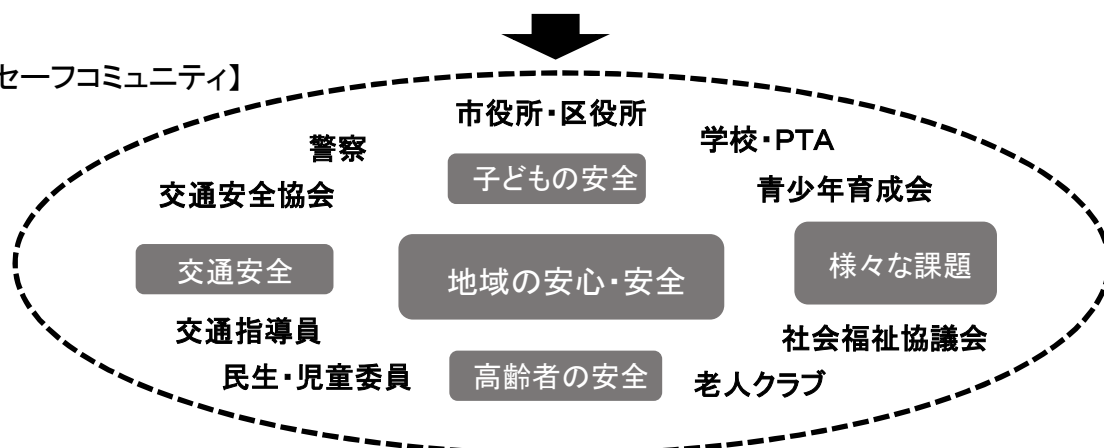 セーフコミュニティ】
市役所・区役所
警察
学校・PTA
子どもの安全
交通安全協会
青少年育成会
交通安全
地域の安心・安全
様々な課題
交通指導員
社会福祉協議会
民生・児童委員
高齢者の安全
老人クラブ